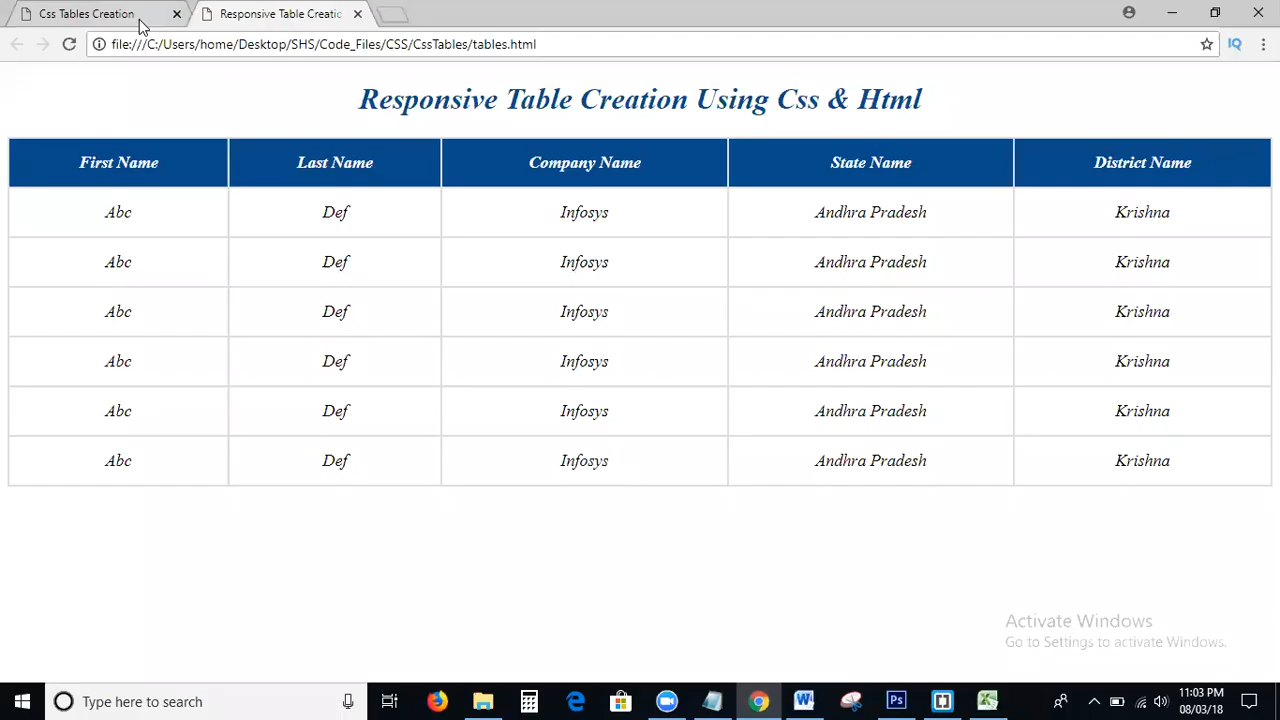 Css Tables Creation
Responsive Table Creatic
file:///C:/Users/home/Desktop/SHS/Code_Files/CSS/CssTables/tables.html
IQ
Responsive Table Creation Using Css & Html
First Name Last Name Company Name State Name District Name
Abc Def Infosys Andhra Pradesh Krishna
Abc Def Infosys Andhra Pradesh Krishna
Abc Def Infosys Andhra Pradesh Krishna
Abc Def Infosys Andhra Pradesh Krishna
Abc Def Infosys Andhra Pradesh Krishna
Abc Def Infosys Andhra Pradesh Krishna
Activate Windows
Go to Settings to activate Windows.
Type here to search
Ps
11:03 PM
08/03/18